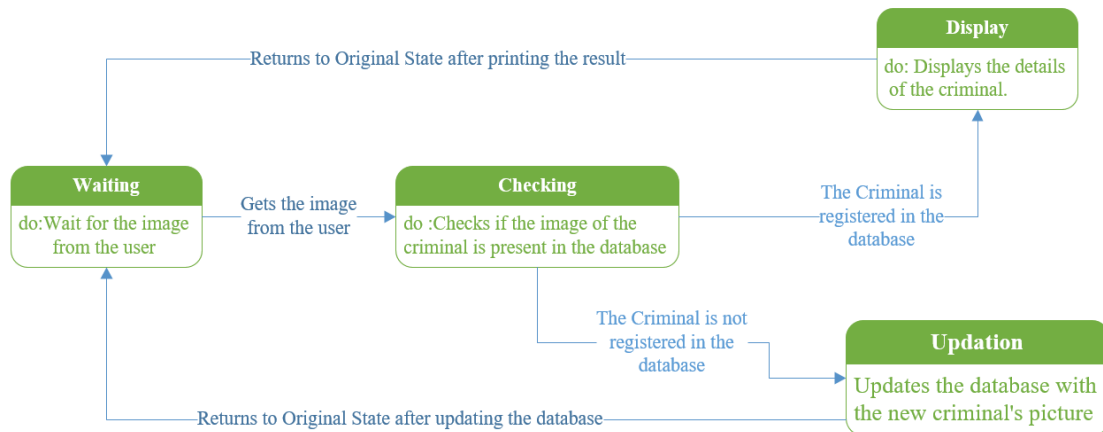 Display
do: Displays the details
of the criminal.
Returns to Original State after printing the result
Waiting
do:Wait for the image
from the user
Gets the image
from the user
Checking
do :Checks if the image of the
criminal is present in the database
The Criminal is
registered in the
database
The Criminal is not
registered in the
database
Updation
Updates the database with
the new criminal's picture
Returns to Original State after updating the database